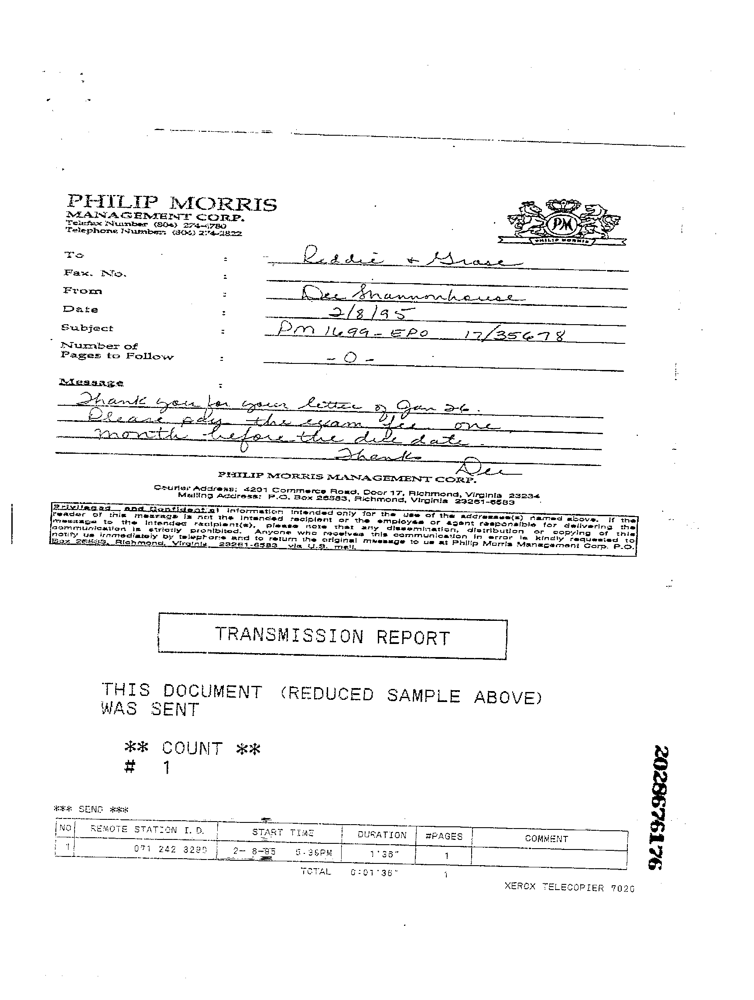 PHILIP MORRIS
MANAGEMENT CORP.
Telefax Number (804) 274-4780
Telephone Number: (804) 274-2822
PM
PHILIP MORRIS
To : Reddie + Grose
Fax. No. :
From : Dee Shannonhouse
Date : 2/8/95
Subject : PM 1699-EPO 17/35678
Number of
Pages to Follow : - 0 -
Message :
Thank you for your letter of Jan 26.
Please pay the exam fee one
month before the due date.
Thanks
Dee
PHILIP MORRIS MANAGEMENT CORP.
Courier Address: 4201 Commerce Road, Door 17, Richmond, Virginia 23234
Mailing Address: P.O. Box 26583, Richmond, Virginia 23261-6583
Privileged and Confidential information intended only for the use of the addressee(s) named above. If the
reader of this message is not the intended recipient or the employee or agent responsible for delivering the
message to the intended recipient(s), please note that any dissemination, distribution or copying of this
communication is strictly prohibited. Anyone who receives this communication in error is kindly requested to
notify us immediately by telephone and to return the original message to us at Philip Morris Management Corp. P.O.
Box 26583, Richmond, Virginia, 23261-6583 via U.S. mail.
TRANSMISSION REPORT
THIS DOCUMENT (REDUCED SAMPLE ABOVE)
WAS SENT
** COUNT **
# 1
*** SEND ***
NO REMOTE STATION I.D. START TIME DURATION #PAGES COMMENT
1 071 242 3290 2- 8-95 5:36PM 1'38" 1
TOTAL 0:01'38" 1
XEROX TELECOPIER 7020
2028676176